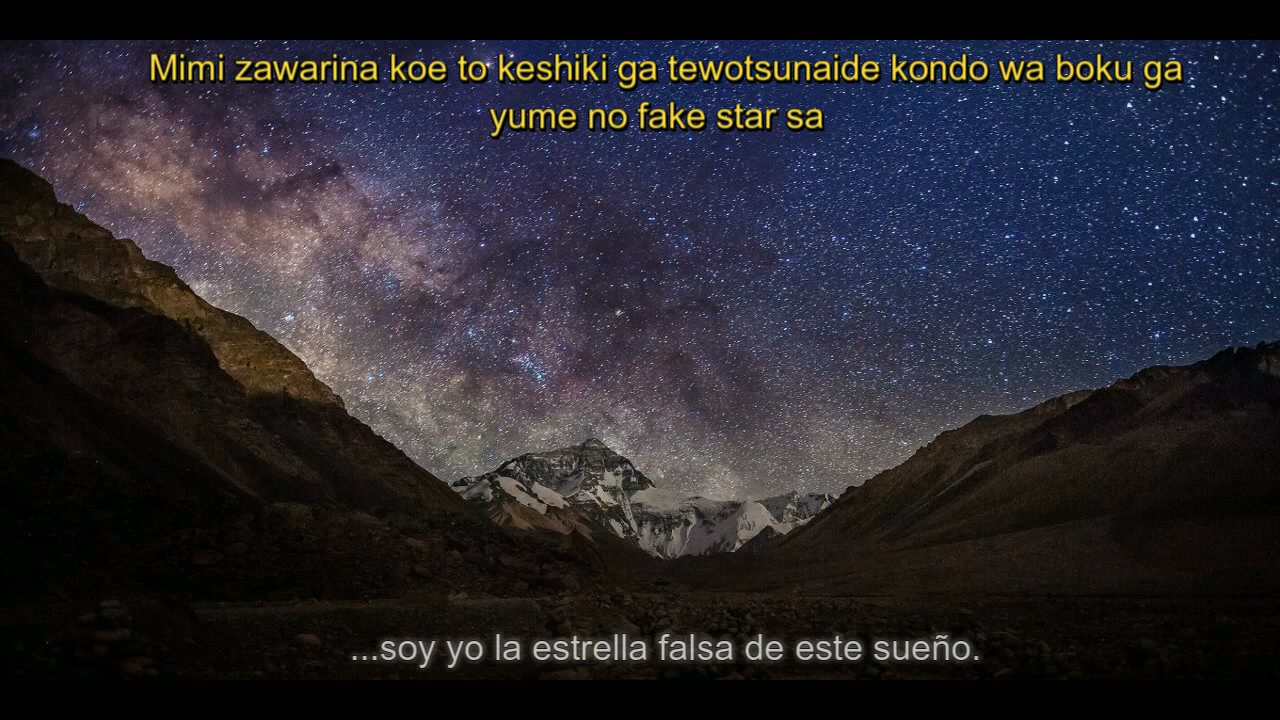 Mimi zawarina koe to keshiki ga tewotsunaide kondo wa boku ga
yume no fake star sa
...soy yo la estrella falsa de este sueño.